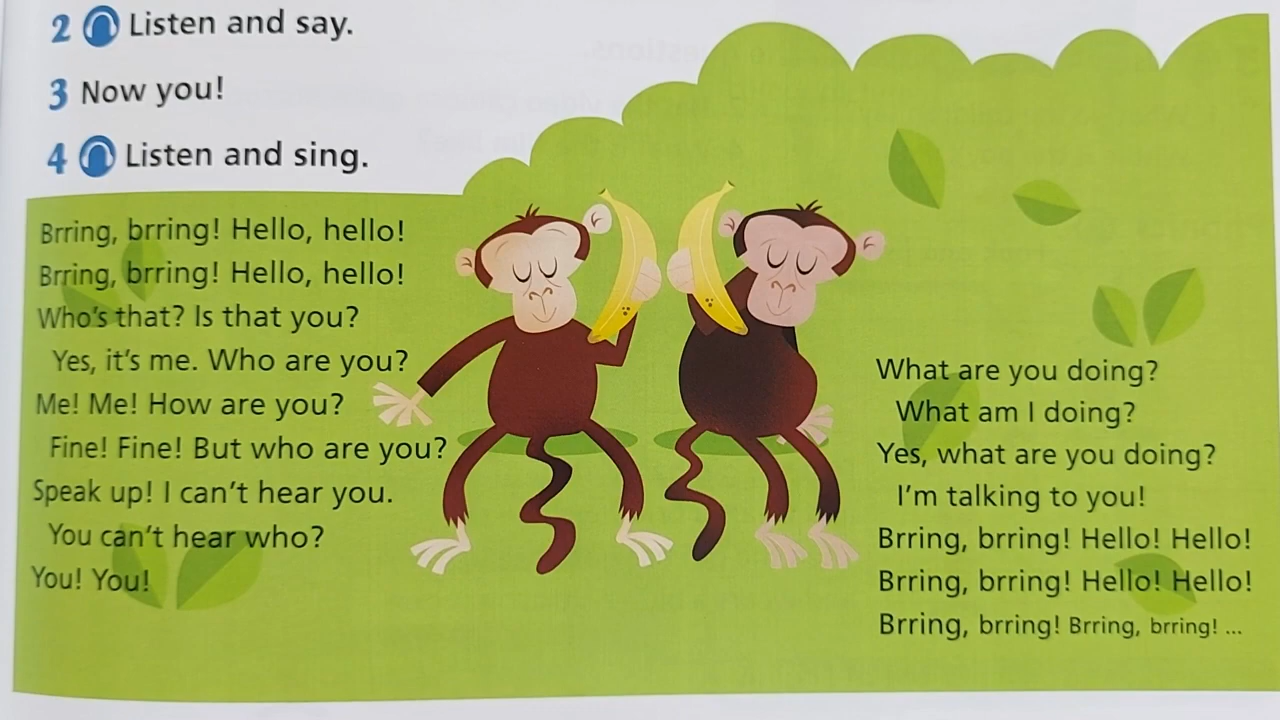 2 Listen and say.
3 Now you!
4 Listen and sing.
Brring, brring! Hello, hello!
Brring, brring! Hello, hello!
Who's that? Is that you?
Yes, it's me. Who are you?
Me! Me! How are you?
Fine! Fine! But who are you?
Speak up! I can't hear you.
You can't hear who?
You! You!
What are you doing?
What am I doing?
Yes, what are you doing?
I'm talking to you!
Brring, brring! Hello! Hello!
Brring, brring! Hello! Hello!
Brring, brring! Brring, brring! ...